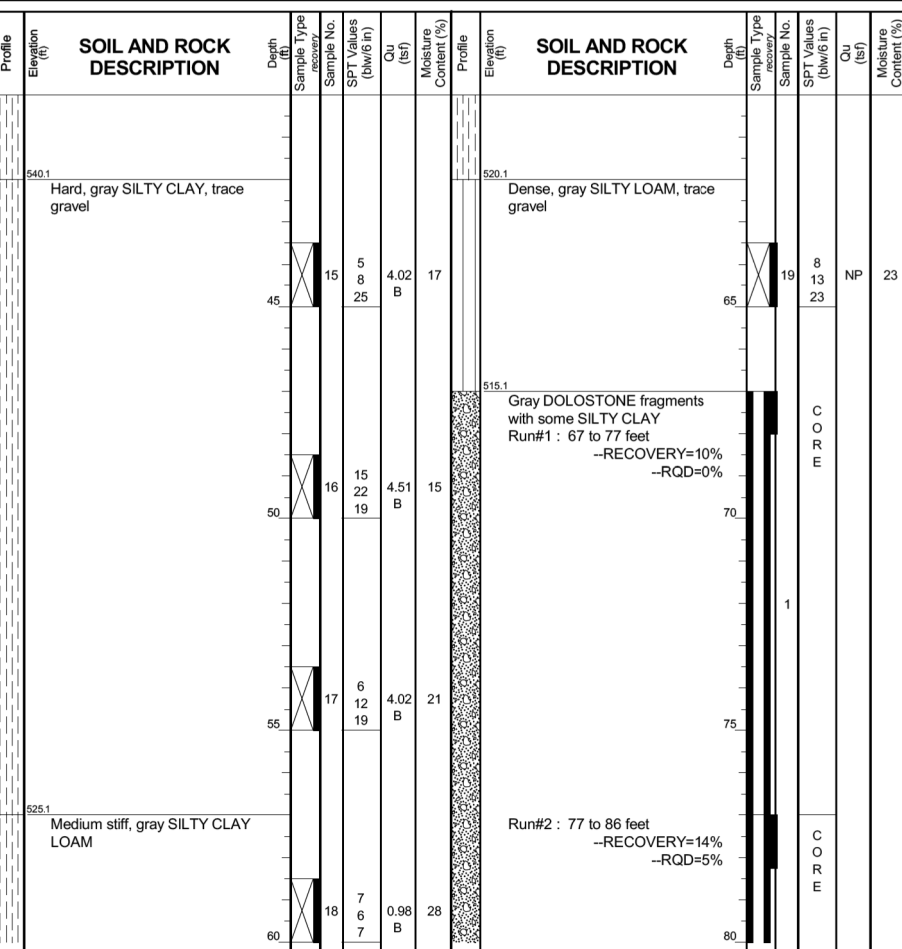 Profile
Elevation
(ft)
SOIL AND ROCK
DESCRIPTION
Depth
(ft)
Sample Type
recovery
Sample No.
SPT Values
(blw/6 in)
Qu
(tsf)
Moisture
Content (%)
540.1
Hard, gray SILTY CLAY, trace
gravel
45
15
5
8
25
4.02
B
17
50
16
15
22
19
4.51
B
15
55
17
6
12
19
4.02
B
21
525.1
Medium stiff, gray SILTY CLAY
LOAM
60
18
7
6
7
0.98
B
28
Profile
Elevation
(ft)
SOIL AND ROCK
DESCRIPTION
Depth
(ft)
Sample Type
recovery
Sample No.
SPT Values
(blw/6 in)
Qu
(tsf)
Moisture
Content (%)
520.1
Dense, gray SILTY LOAM, trace
gravel
65
19
8
13
23
NP
23
515.1
Gray DOLOSTONE fragments
with some SILTY CLAY
Run#1 : 67 to 77 feet
--RECOVERY=10%
--RQD=0%
C
O
R
E
70
1
75
Run#2 : 77 to 86 feet
--RECOVERY=14%
--RQD=5%
C
O
R
E
80